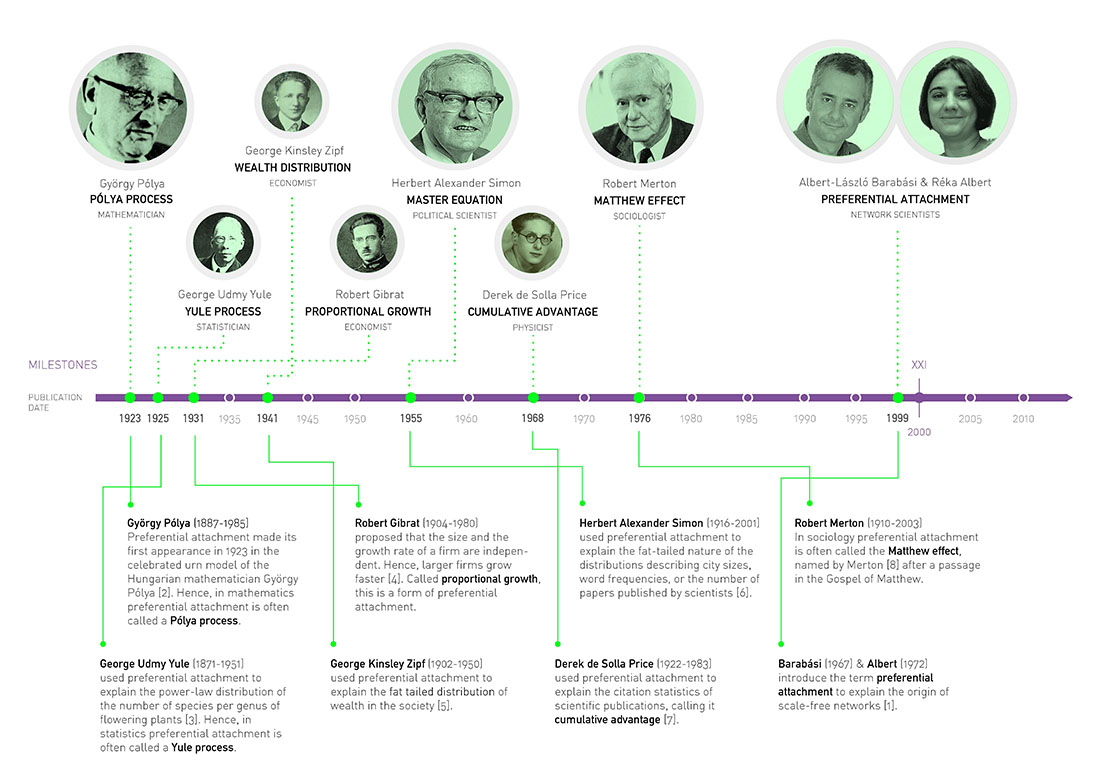 György Pólya
PÓLYA PROCESS
MATHEMATICIAN
George Kinsley Zipf
WEALTH DISTRIBUTION
ECONOMIST
Herbert Alexander Simon
MASTER EQUATION
POLITICAL SCIENTIST
Robert Merton
MATTHEW EFFECT
SOCIOLOGIST
Albert-László Barabási & Réka Albert
PREFERENTIAL ATTACHMENT
NETWORK SCIENTISTS
George Udmy Yule
YULE PROCESS
STATISTICIAN
Robert Gibrat
PROPORTIONAL GROWTH
ECONOMIST
Derek de Solla Price
CUMULATIVE ADVANTAGE
PHYSICIST
MILESTONES
XXI
PUBLICATION
DATE
1923 1925 1931 1935 1941 1945 1950 1955 1960 1968 1970 1976 1980 1985 1990 1995 1999 2005 2010
2000
György Pólya (1887-1985)
Preferential attachment made its
first appearance in 1923 in the
celebrated urn model of the
Hungarian mathematician György
Pólya [2]. Hence, in mathematics
preferential attachment is often
called a Pólya process.
Robert Gibrat (1904-1980)
proposed that the size and the
growth rate of a firm are indepen-
dent. Hence, larger firms grow
faster [4]. Called proportional growth,
this is a form of preferential
attachment.
Herbert Alexander Simon (1916-2001)
used preferential attachment to
explain the fat-tailed nature of the
distributions describing city sizes,
word frequencies, or the number of
papers published by scientists [6].
Robert Merton (1910-2003)
In sociology preferential attachment
is often called the Matthew effect,
named by Merton [8] after a passage
in the Gospel of Matthew.
George Udmy Yule (1871-1951)
used preferential attachment to
explain the power-law distribution of
the number of species per genus of
flowering plants [3]. Hence, in
statistics preferential attachment is
often called a Yule process.
George Kinsley Zipf (1902-1950)
used preferential attachment to
explain the fat tailed distribution of
wealth in the society [5].
Derek de Solla Price (1922-1983)
used preferential attachment to
explain the citation statistics of
scientific publications, calling it
cumulative advantage [7].
Barabási (1967) & Albert (1972)
introduce the term preferential
attachment to explain the origin of
scale-free networks [1].